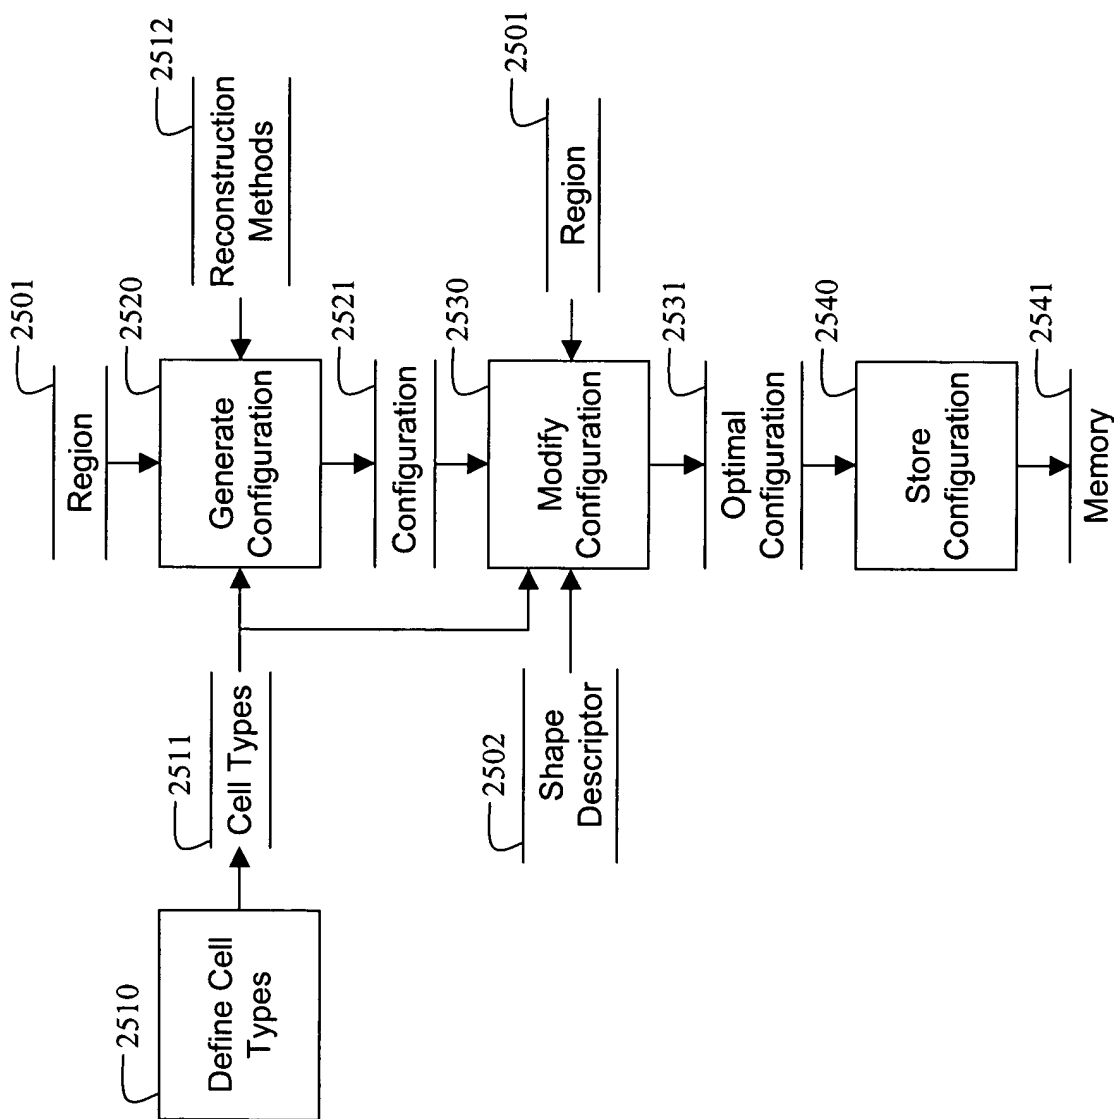 2501
Region
2510
2511
2520
2512
Define Cell
Types
Cell Types
Generate
Configuration
Reconstruction
Methods
2521
Configuration
2502
2530
2501
Shape
Descriptor
Modify
Configuration
Region
2531
Optimal
Configuration
2540
Store
Configuration
2541
Memory